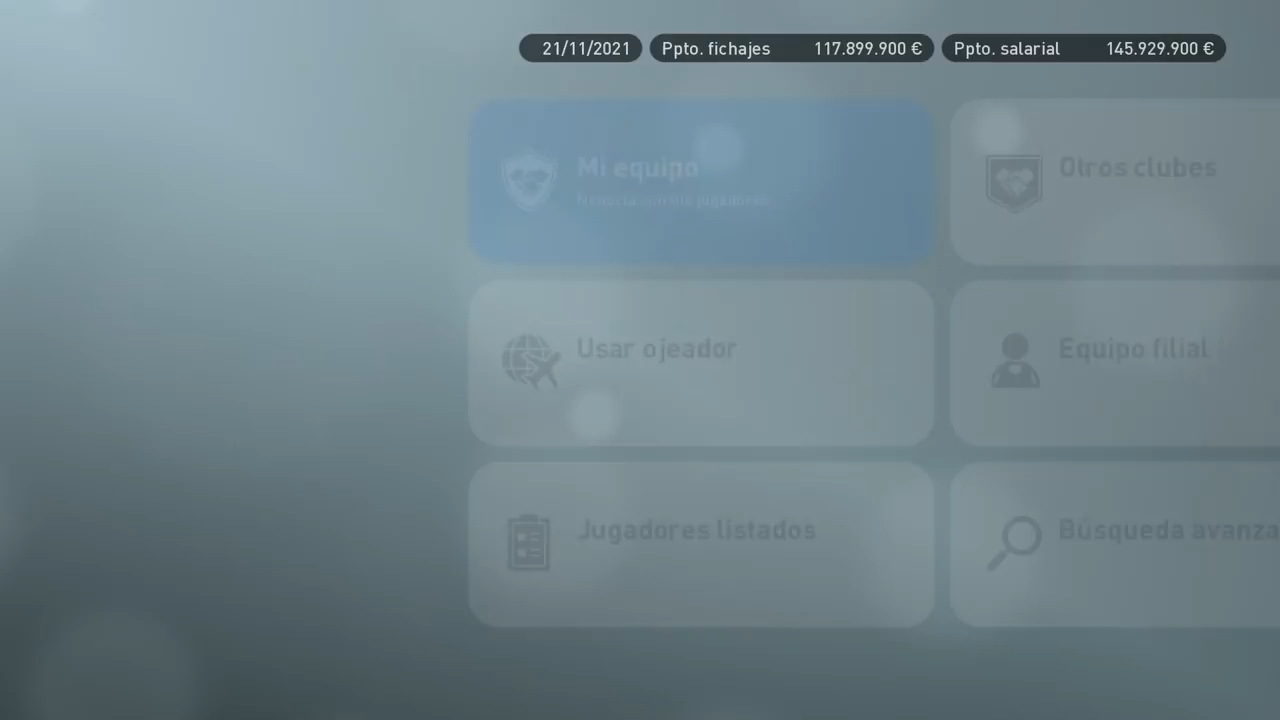 21/11/2021 Ppto. fichajes 117.899.900 € Ppto. salarial 145.929.900 €
Mi equipo Otros clubes
Usar ojeador Equipo filial
Jugadores listados Búsqueda avanza